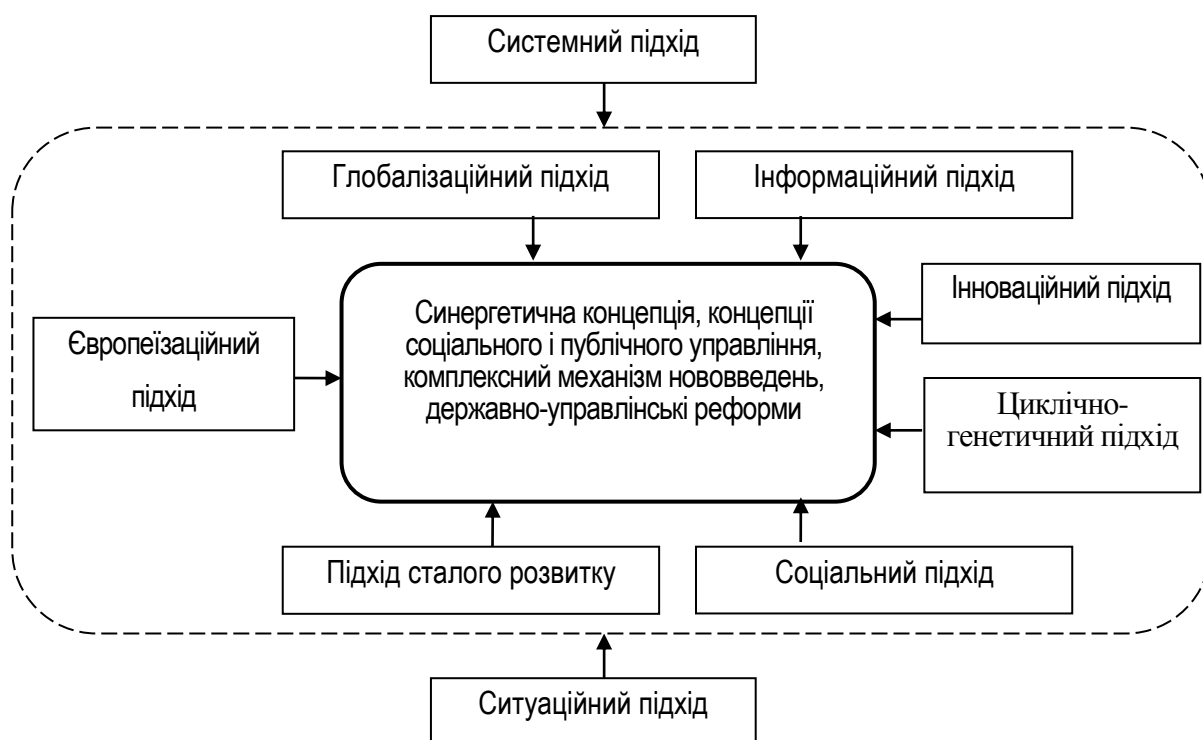 Системний підхід
Глобалізаційний підхід
Інформаційний підхід
Інноваційний підхід
Європеїзаційний
підхід
Синергетична концепція, концепції
соціального і публічного управління,
комплексний механізм нововведень,
державно-управлінські реформи
Циклічно-
генетичний підхід
Підхід сталого розвитку
Соціальний підхід
Ситуаційний підхід